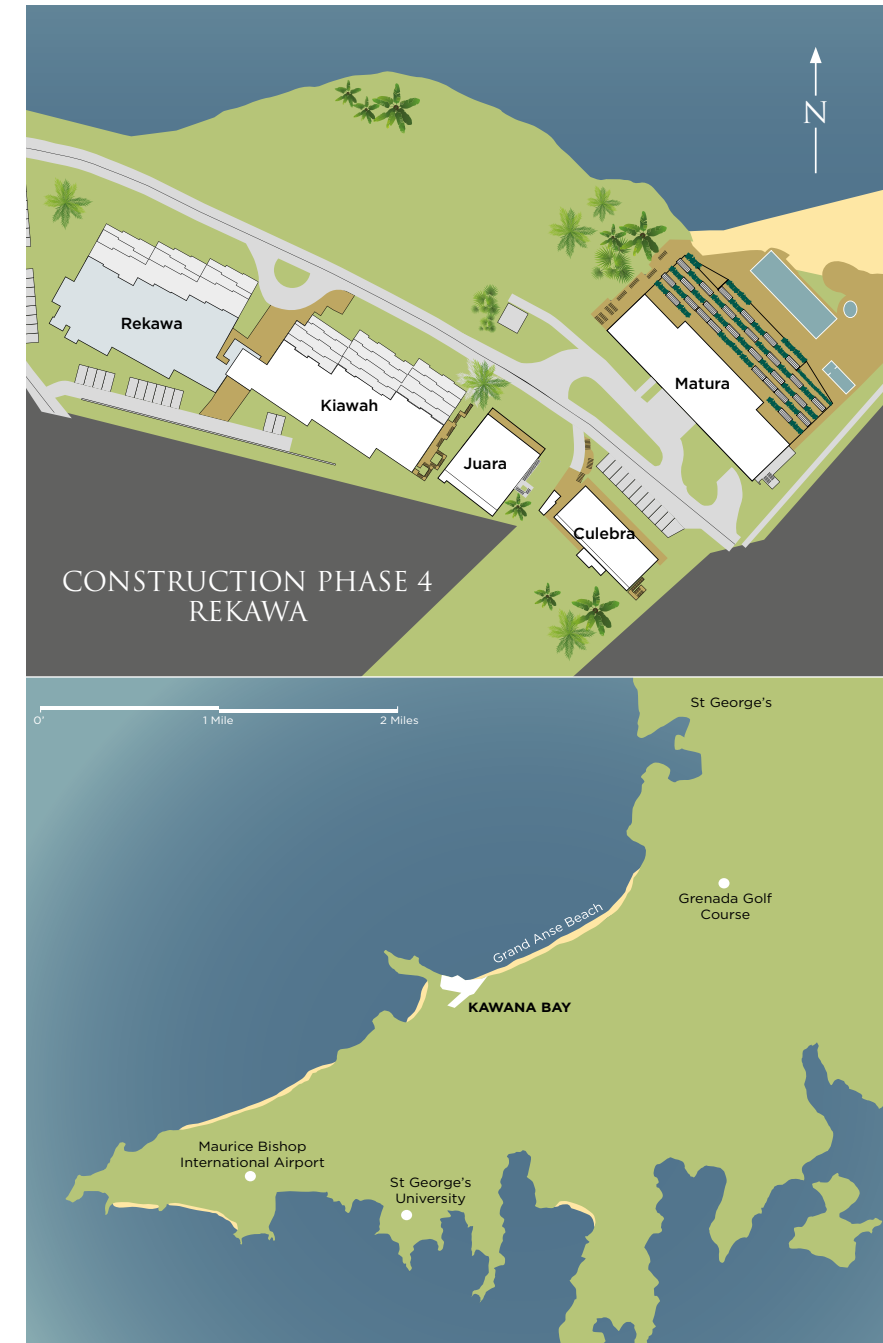 N
Rekawa
Kiawah
Matura
Juara
Culebra
CONSTRUCTION PHASE 4
REKAWA
0'
1 Mile
2 Miles
St George's
Grenada Golf
Course
Grand Anse Beach
KAWANA BAY
Maurice Bishop
International Airport
St George's
University